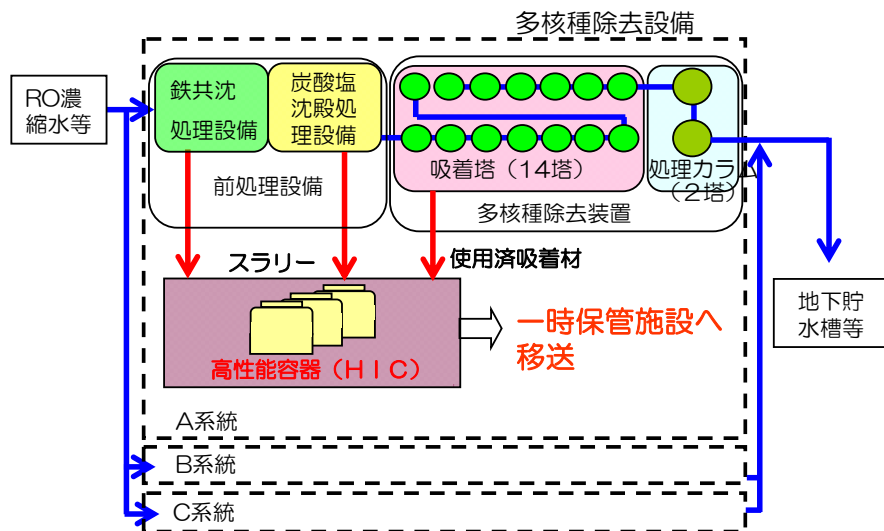 多核種除去設備
RO濃
縮水等
鉄共沈
処理設備
炭酸塩
沈殿処
理設備
前処理設備
吸着塔（14塔）
処理カラム
（2塔）
多核種除去装置
スラリー
使用済吸着材
高性能容器（ＨＩＣ）
一時保管施設へ
移送
地下貯
水槽等
A系統
B系統
C系統